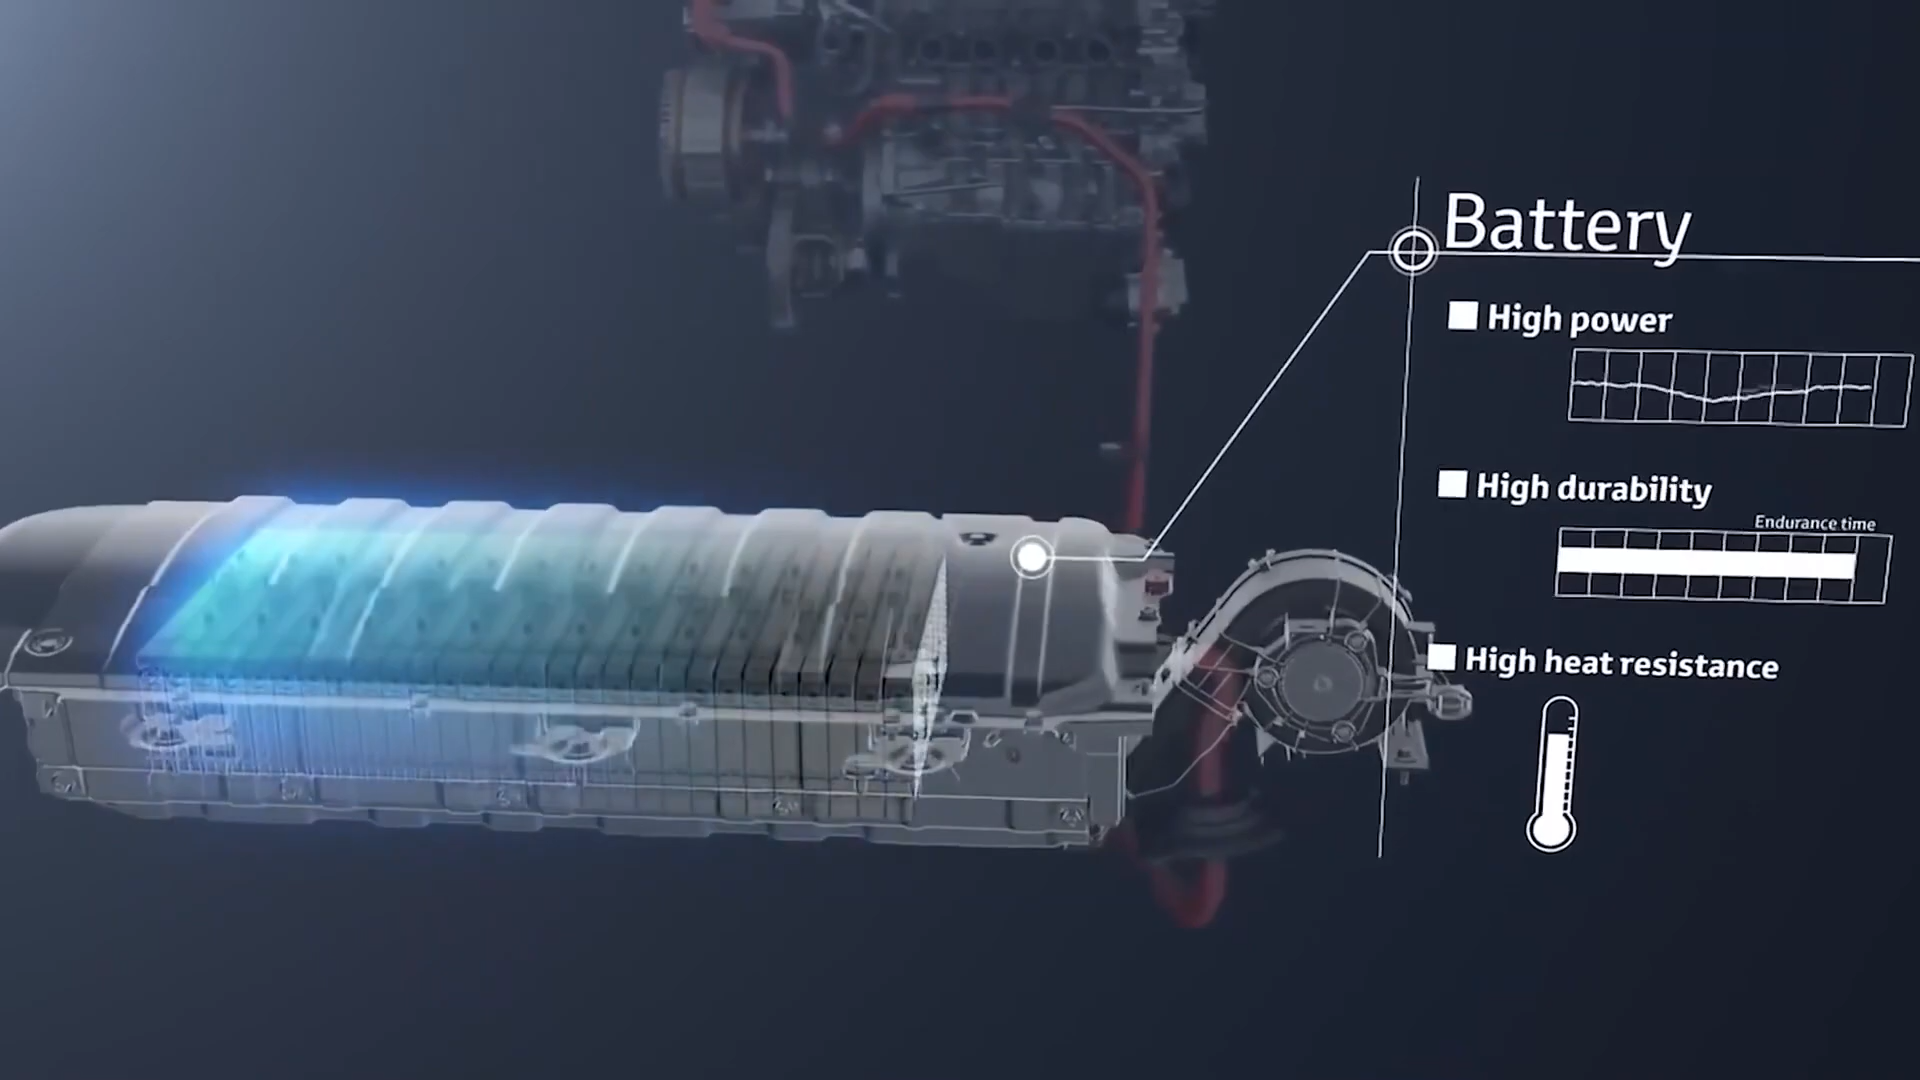 Battery
High power
High durability
Endurance time
High heat resistance